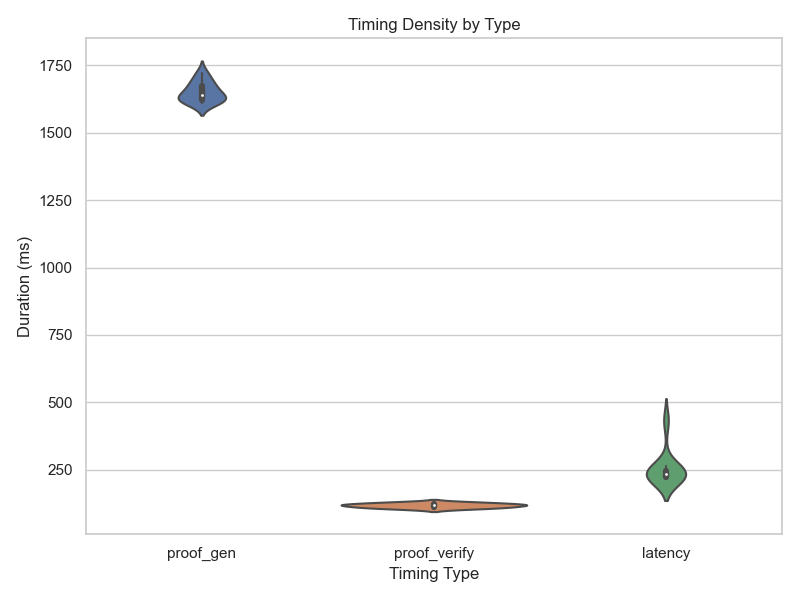 Timing Density by Type
1750
1500
1250
1000
750
500
250
Duration (ms)
proof_gen
proof_verify
latency
Timing Type